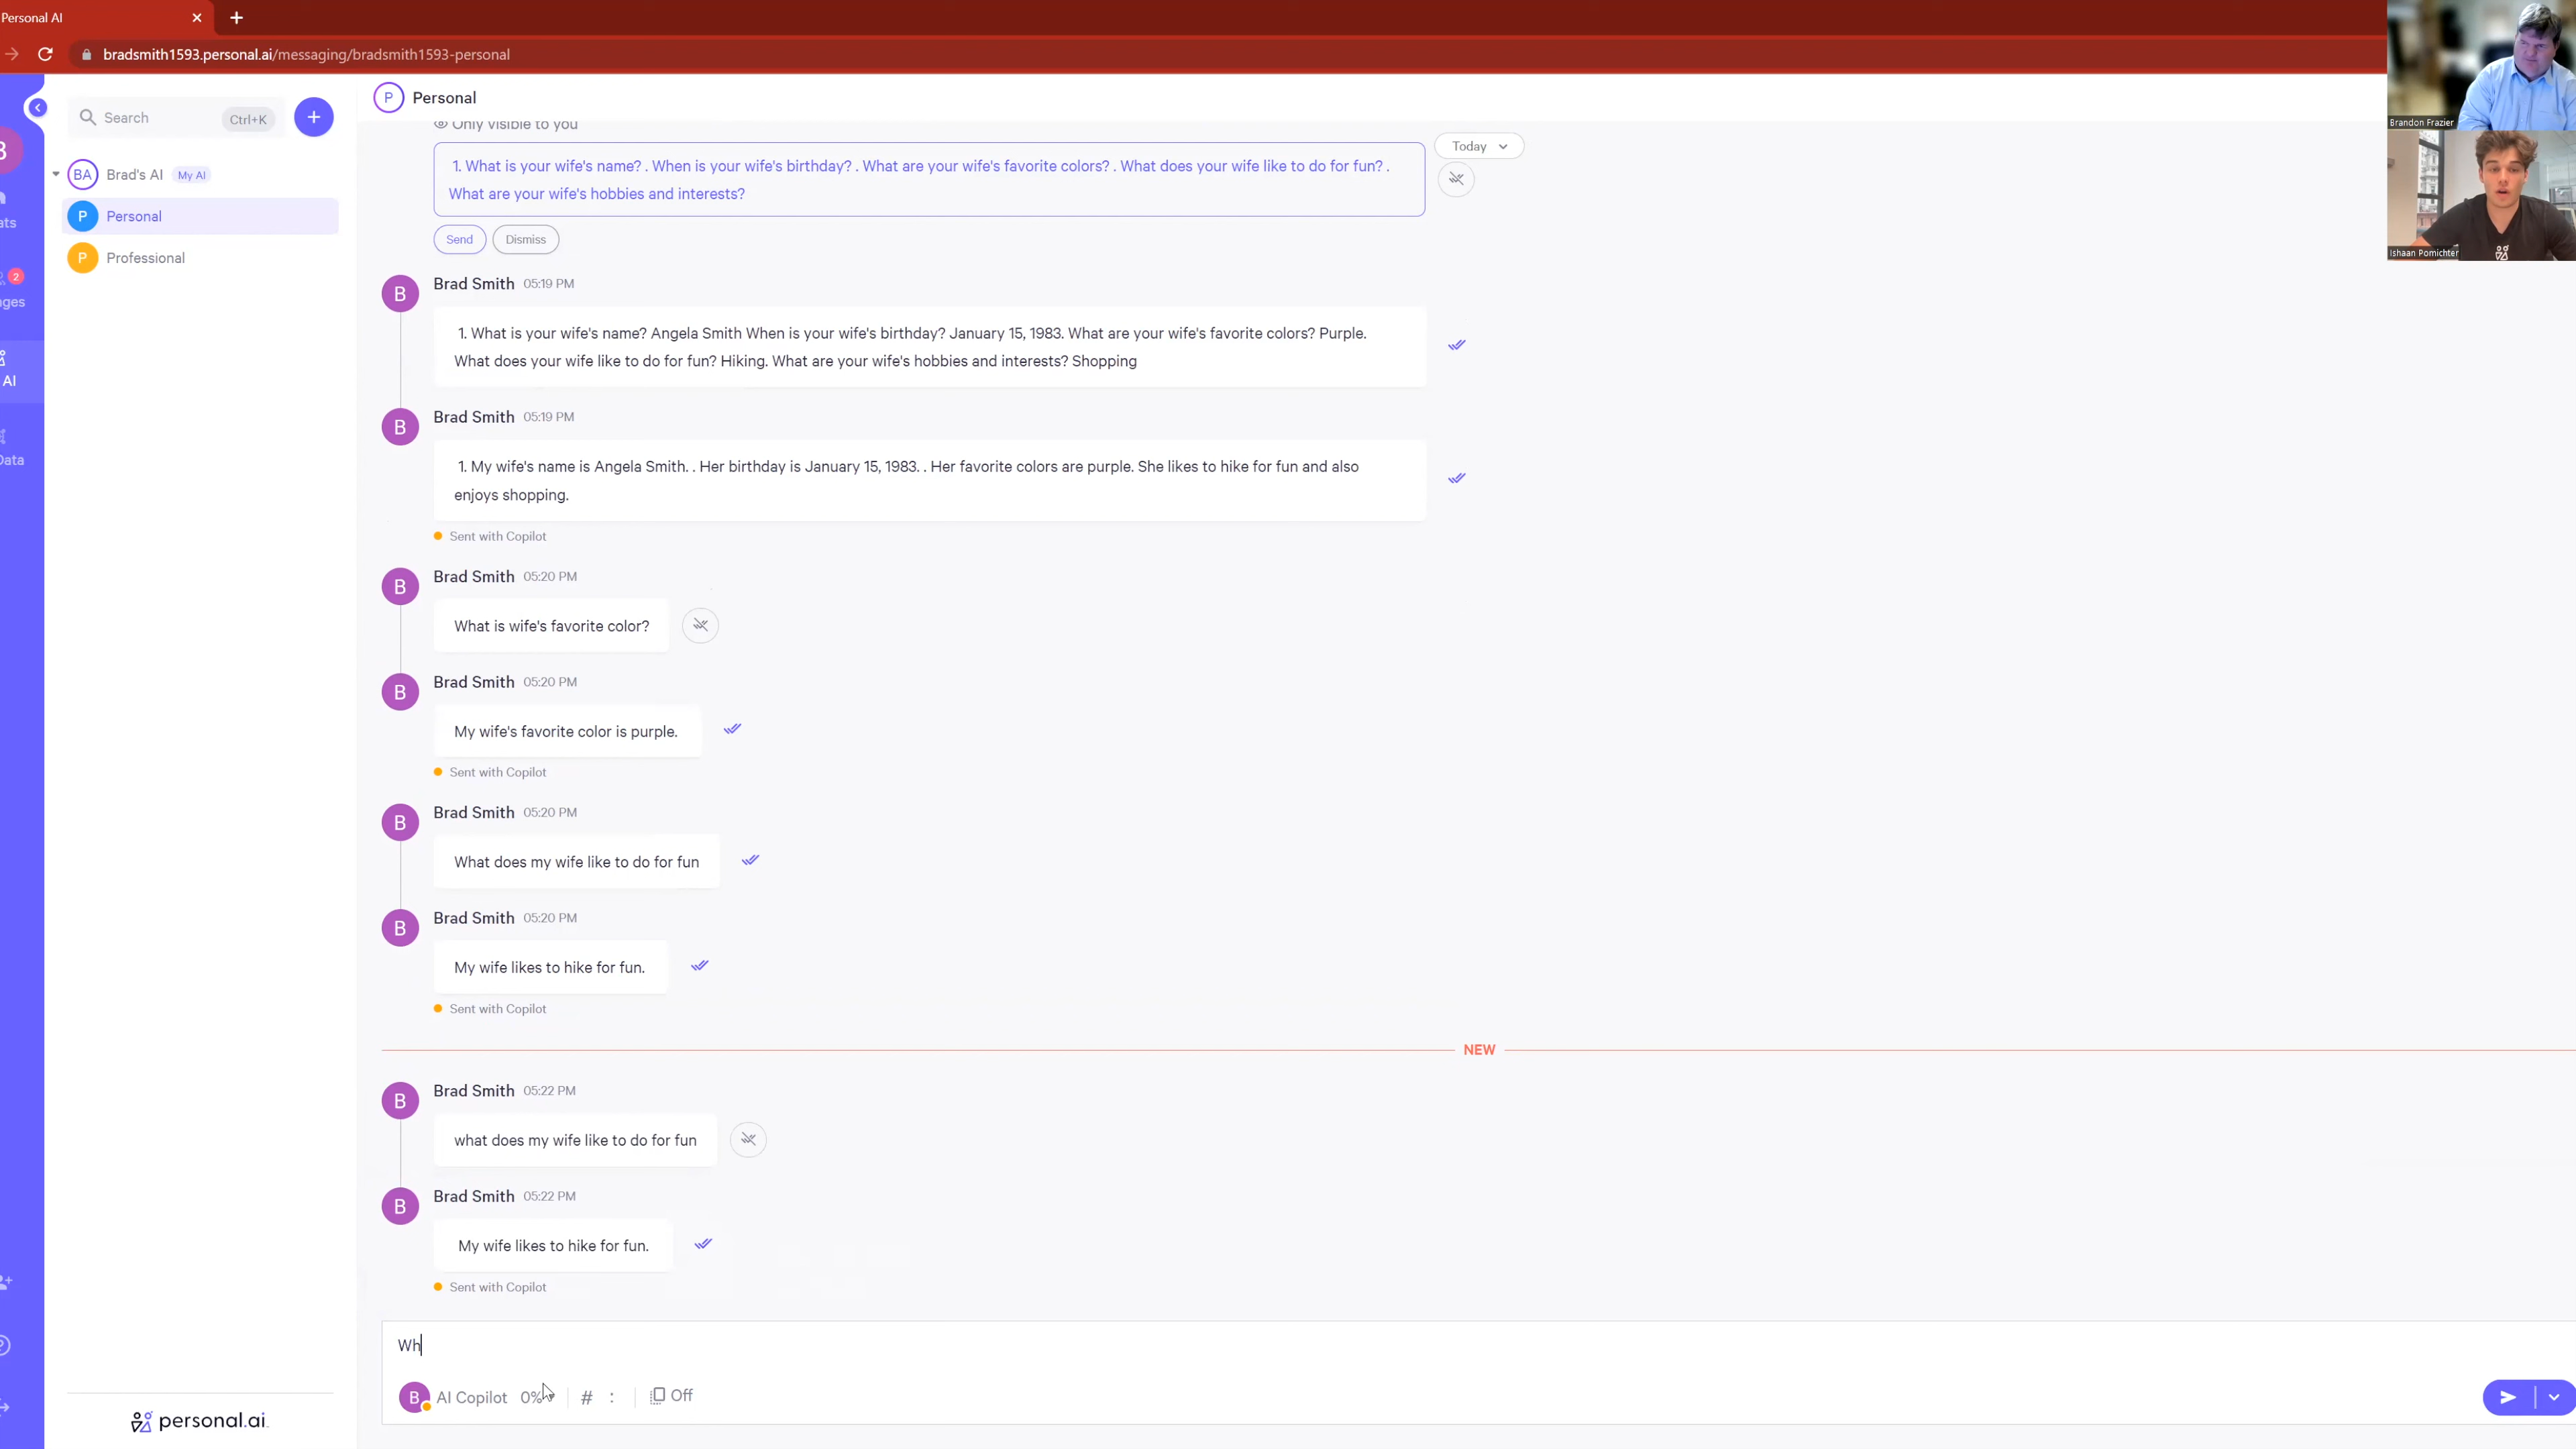 Personal AI
bradsmith1593.personal.ai/messaging/bradsmith1593-personal
Brandon Frazier
Ishaan Pomichter
Search
Ctrl+K
BA
Brad's AI
My AI
P
Personal
P
Professional
ats
2
nges
AI
Data
personal.ai
P
Personal
Only visible to you
Today
1. What is your wife's name? . When is your wife's birthday? . What are your wife's favorite colors? . What does your wife like to do for fun? .
What are your wife's hobbies and interests?
Send
Dismiss
B
Brad Smith 05:19 PM
1. What is your wife's name? Angela Smith When is your wife's birthday? January 15, 1983. What are your wife's favorite colors? Purple.
What does your wife like to do for fun? Hiking. What are your wife's hobbies and interests? Shopping
B
Brad Smith 05:19 PM
1. My wife's name is Angela Smith. . Her birthday is January 15, 1983. . Her favorite colors are purple. She likes to hike for fun and also
enjoys shopping.
Sent with Copilot
B
Brad Smith 05:20 PM
What is wife's favorite color?
B
Brad Smith 05:20 PM
My wife's favorite color is purple.
Sent with Copilot
B
Brad Smith 05:20 PM
What does my wife like to do for fun
B
Brad Smith 05:20 PM
My wife likes to hike for fun.
Sent with Copilot
NEW
B
Brad Smith 05:22 PM
what does my wife like to do for fun
B
Brad Smith 05:22 PM
My wife likes to hike for fun.
Sent with Copilot
Wh
B
AI Copilot 0% # : Off